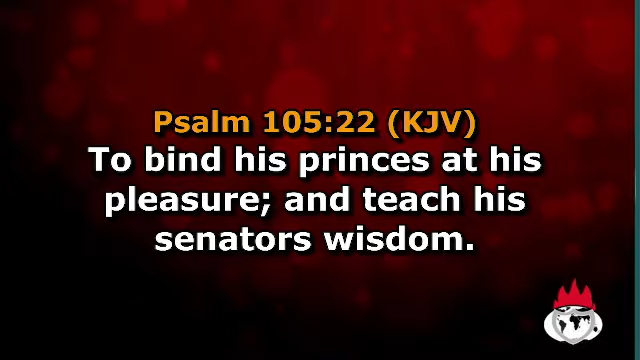 Psalm 105:22 (KJV)
To bind his princes at his
pleasure; and teach his
senators wisdom.